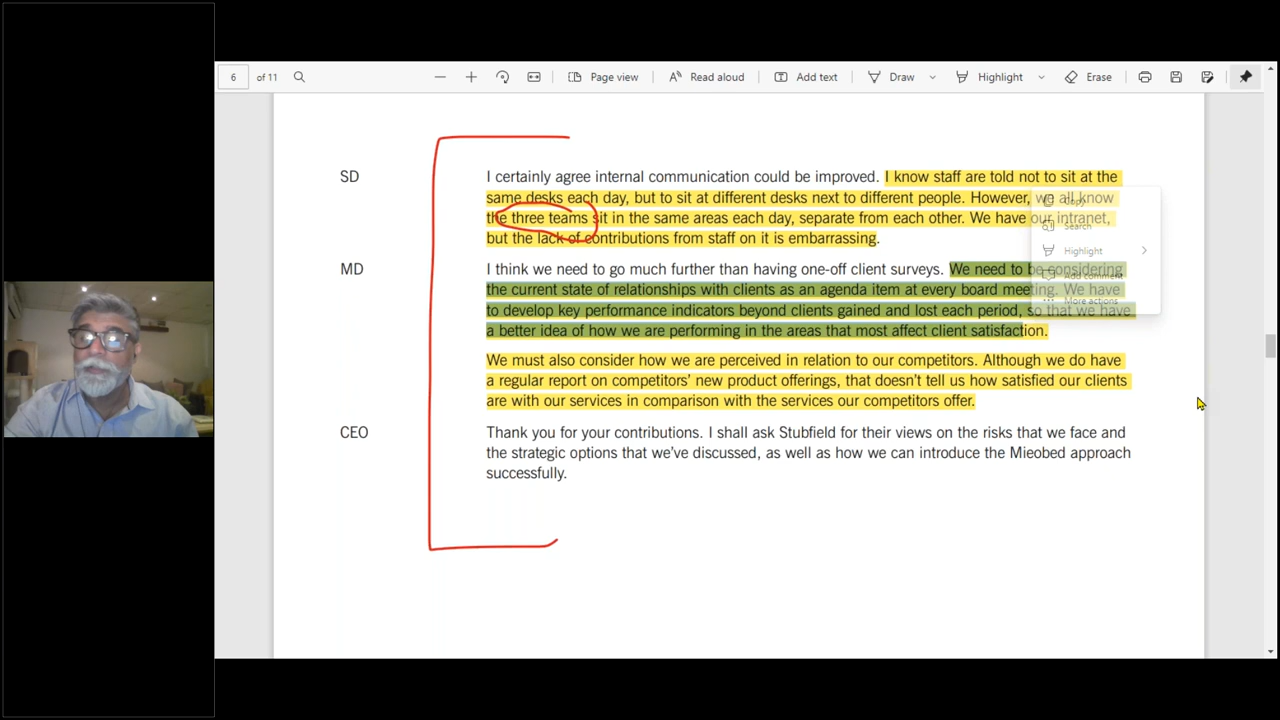 6 of 11 Page view Read aloud Add text Draw Highlight Erase
SD I certainly agree internal communication could be improved. I know staff are told not to sit at the
same desks each day, but to sit at different desks next to different people. However, we all know
the three teams sit in the same areas each day, separate from each other. We have our intranet,
but the lack of contributions from staff on it is embarrassing.
MD I think we need to go much further than having one-off client surveys. We need to be considering
the current state of relationships with clients as an agenda item at every board meeting. We have
to develop key performance indicators beyond clients gained and lost each period, so that we have
a better idea of how we are performing in the areas that most affect client satisfaction.
We must also consider how we are perceived in relation to our competitors. Although we do have
a regular report on competitors' new product offerings, that doesn't tell us how satisfied our clients
are with our services in comparison with the services our competitors offer.
CEO Thank you for your contributions. I shall ask Stubfield for their views on the risks that we face and
the strategic options that we've discussed, as well as how we can introduce the Mieobed approach
successfully.
Copy
Search
Highlight
Add comment
More actions